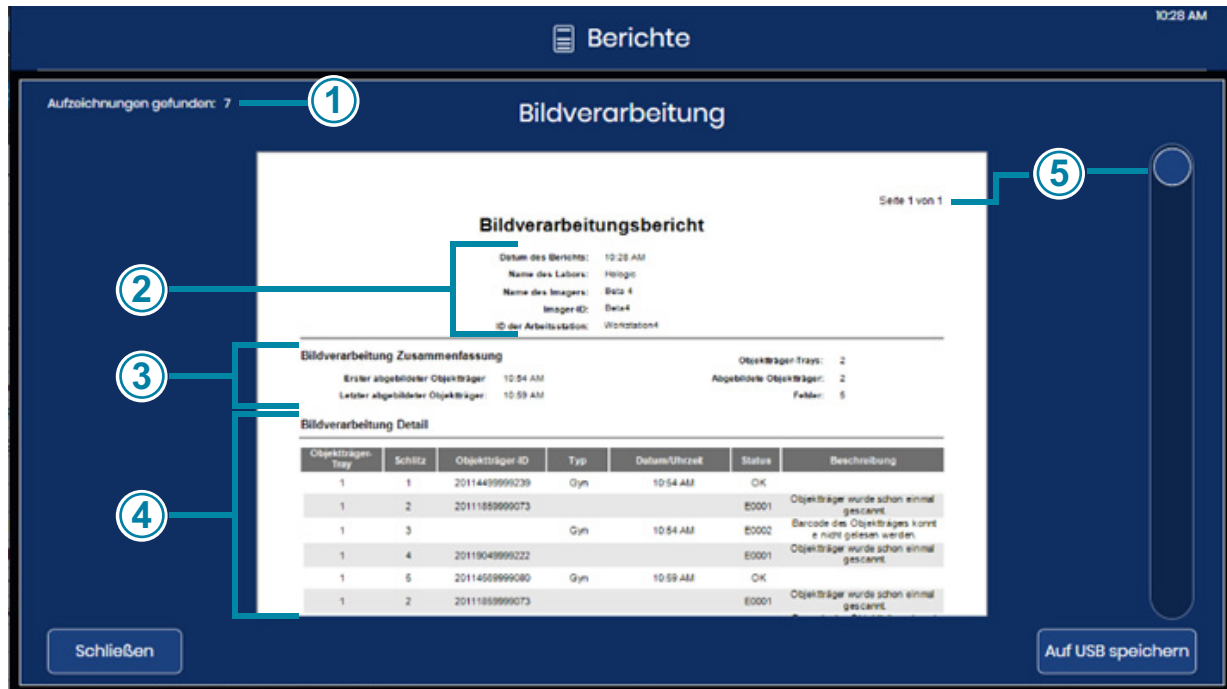 10:28 AM
Berichte
Aufzeichnungen gefunden: 7
1
Bildverarbeitung
5
Seite 1 von 1
Bildverarbeitungsbericht
2
Datum des Berichts: 10:28 AM
Name des Labors: Hologic
Name des Imagers: Beta 4
Imager-ID: Beta4
ID der Arbeitsstation: Workstation4
3
Bildverarbeitung Zusammenfassung
Objektträger-Trays: 2
Erster abgebildeter Objektträger 10:54 AM
Abgebildete Objektträger: 2
Letzter abgebildeter Objektträger: 10:59 AM
Fehler: 5
4
Bildverarbeitung Detail
Objektträger-Tray Schlitz Objektträger-ID Typ Datum/Uhrzeit Status Beschreibung
1 1 20114499999239 Gyn 10:54 AM OK
1 2 20111859999073 E0001 Objektträger wurde schon einmal gescannt.
1 3 Gyn 10:54 AM E0002 Barcode des Objektträgers konnt e nicht gelesen werden.
1 4 20119049999222 E0001 Objektträger wurde schon einmal gescannt.
1 5 20114569999080 Gyn 10:59 AM OK
1 2 20111859999073 E0001 Objektträger wurde schon einmal gescannt.
Schließen
Auf USB speichern